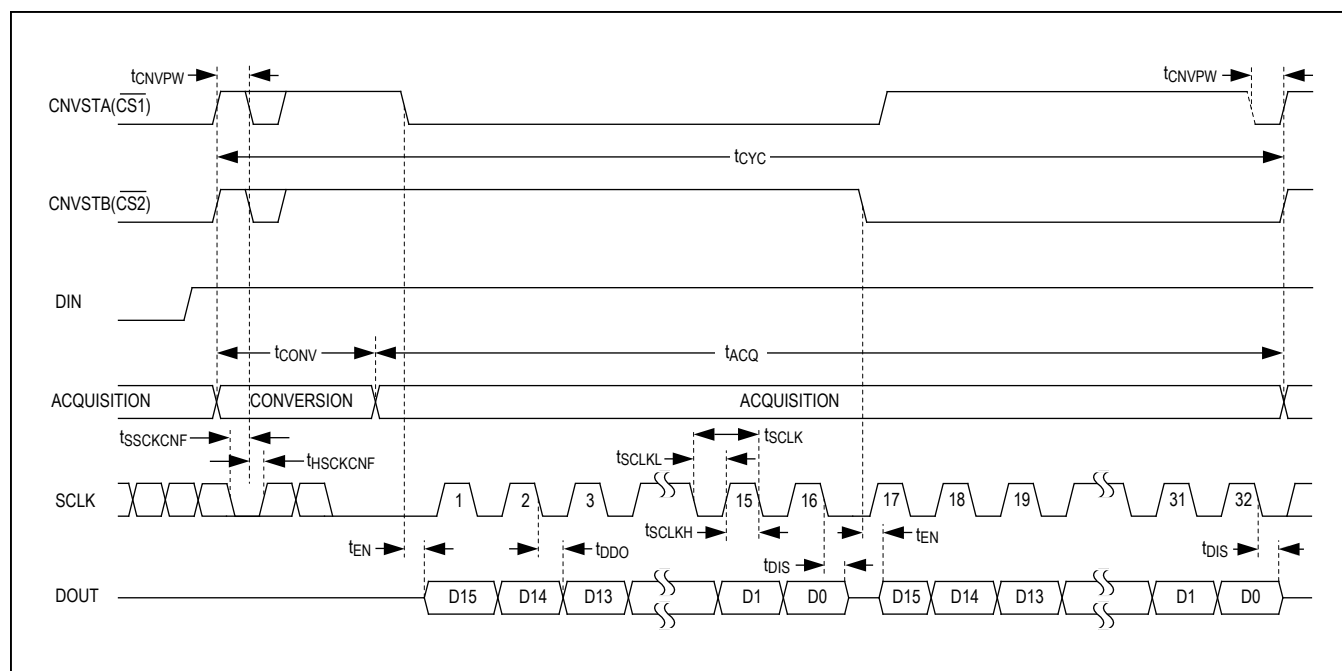 tCNVPW
tCNVPW
CNVSTA(CS1)
tCYC
CNVSTB(CS2)
DIN
tCONV
tACQ
ACQUISITION
CONVERSION
ACQUISITION
tSSCKCNF
tHSCKCNF
tSCLK
tSCLKL
SCLK
1
2
3
15
16
17
18
19
31
32
tSCLKH
tEN
tDDO
tDIS
tEN
tDIS
DOUT
D15
D14
D13
D1
D0
D15
D14
D13
D1
D0